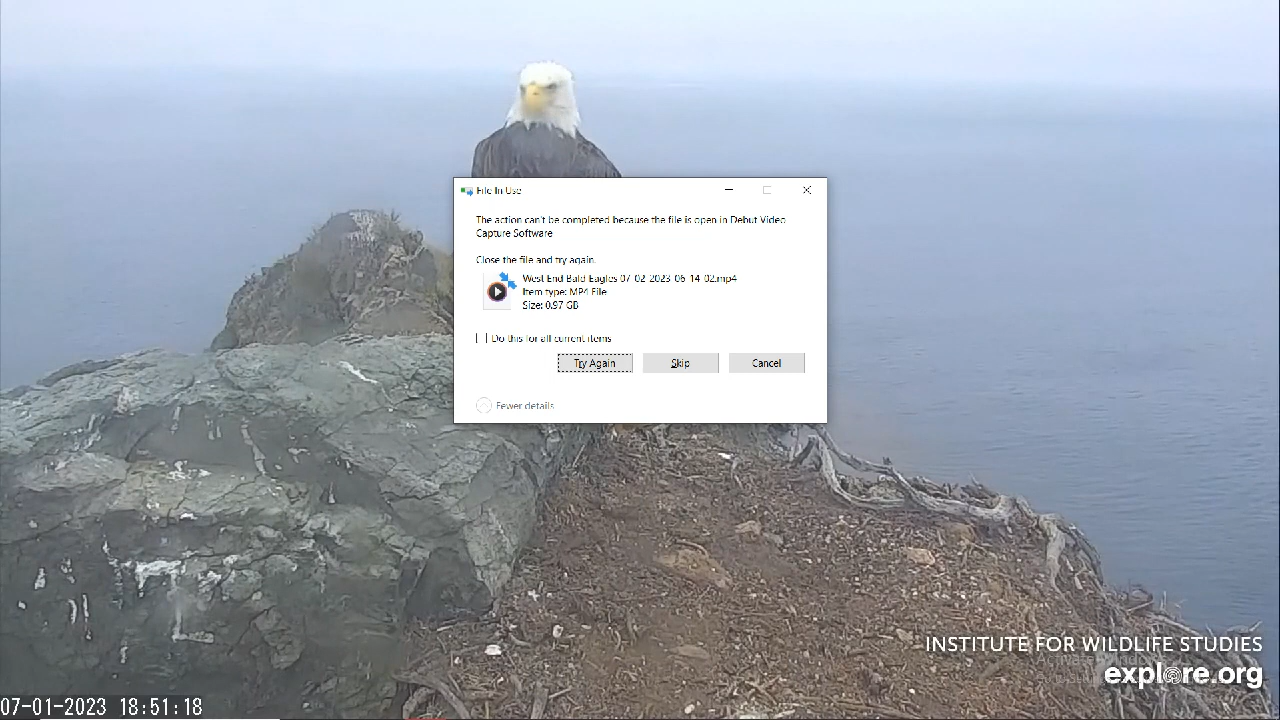 File In Use
The action can't be completed because the file is open in Debut Video
Capture Software
Close the file and try again.
West End Bald Eagles 07-02-2023 06-14-02.mp4
Item type: MP4 File
Size: 0.97 GB
Do this for all current items
Try Again Skip Cancel
Fewer details
INSTITUTE FOR WILDLIFE STUDIES
explore.org
07-01-2023 18:51:18